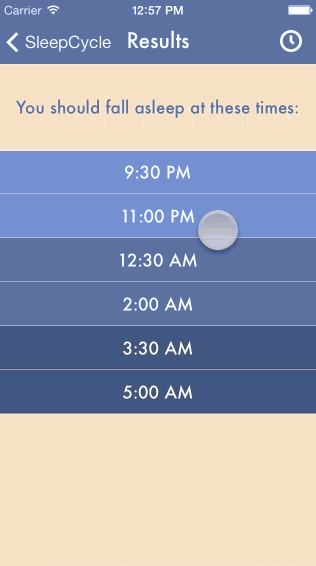 Carrier 12:57 PM
SleepCycle Results
You should fall asleep at these times:
9:30 PM
11:00 PM
12:30 AM
2:00 AM
3:30 AM
5:00 AM